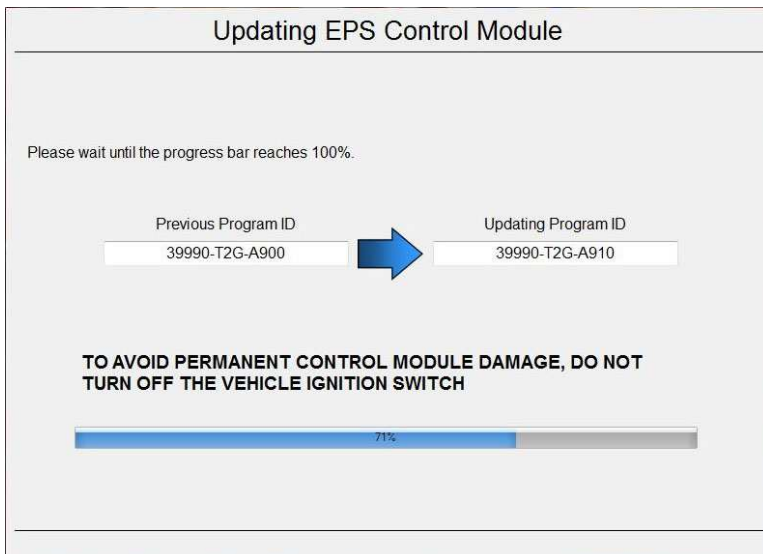 Updating EPS Control Module
Please wait until the progress bar reaches 100%.
Previous Program ID
Updating Program ID
39990-T2G-A900
39990-T2G-A910
TO AVOID PERMANENT CONTROL MODULE DAMAGE, DO NOT
TURN OFF THE VEHICLE IGNITION SWITCH
71%